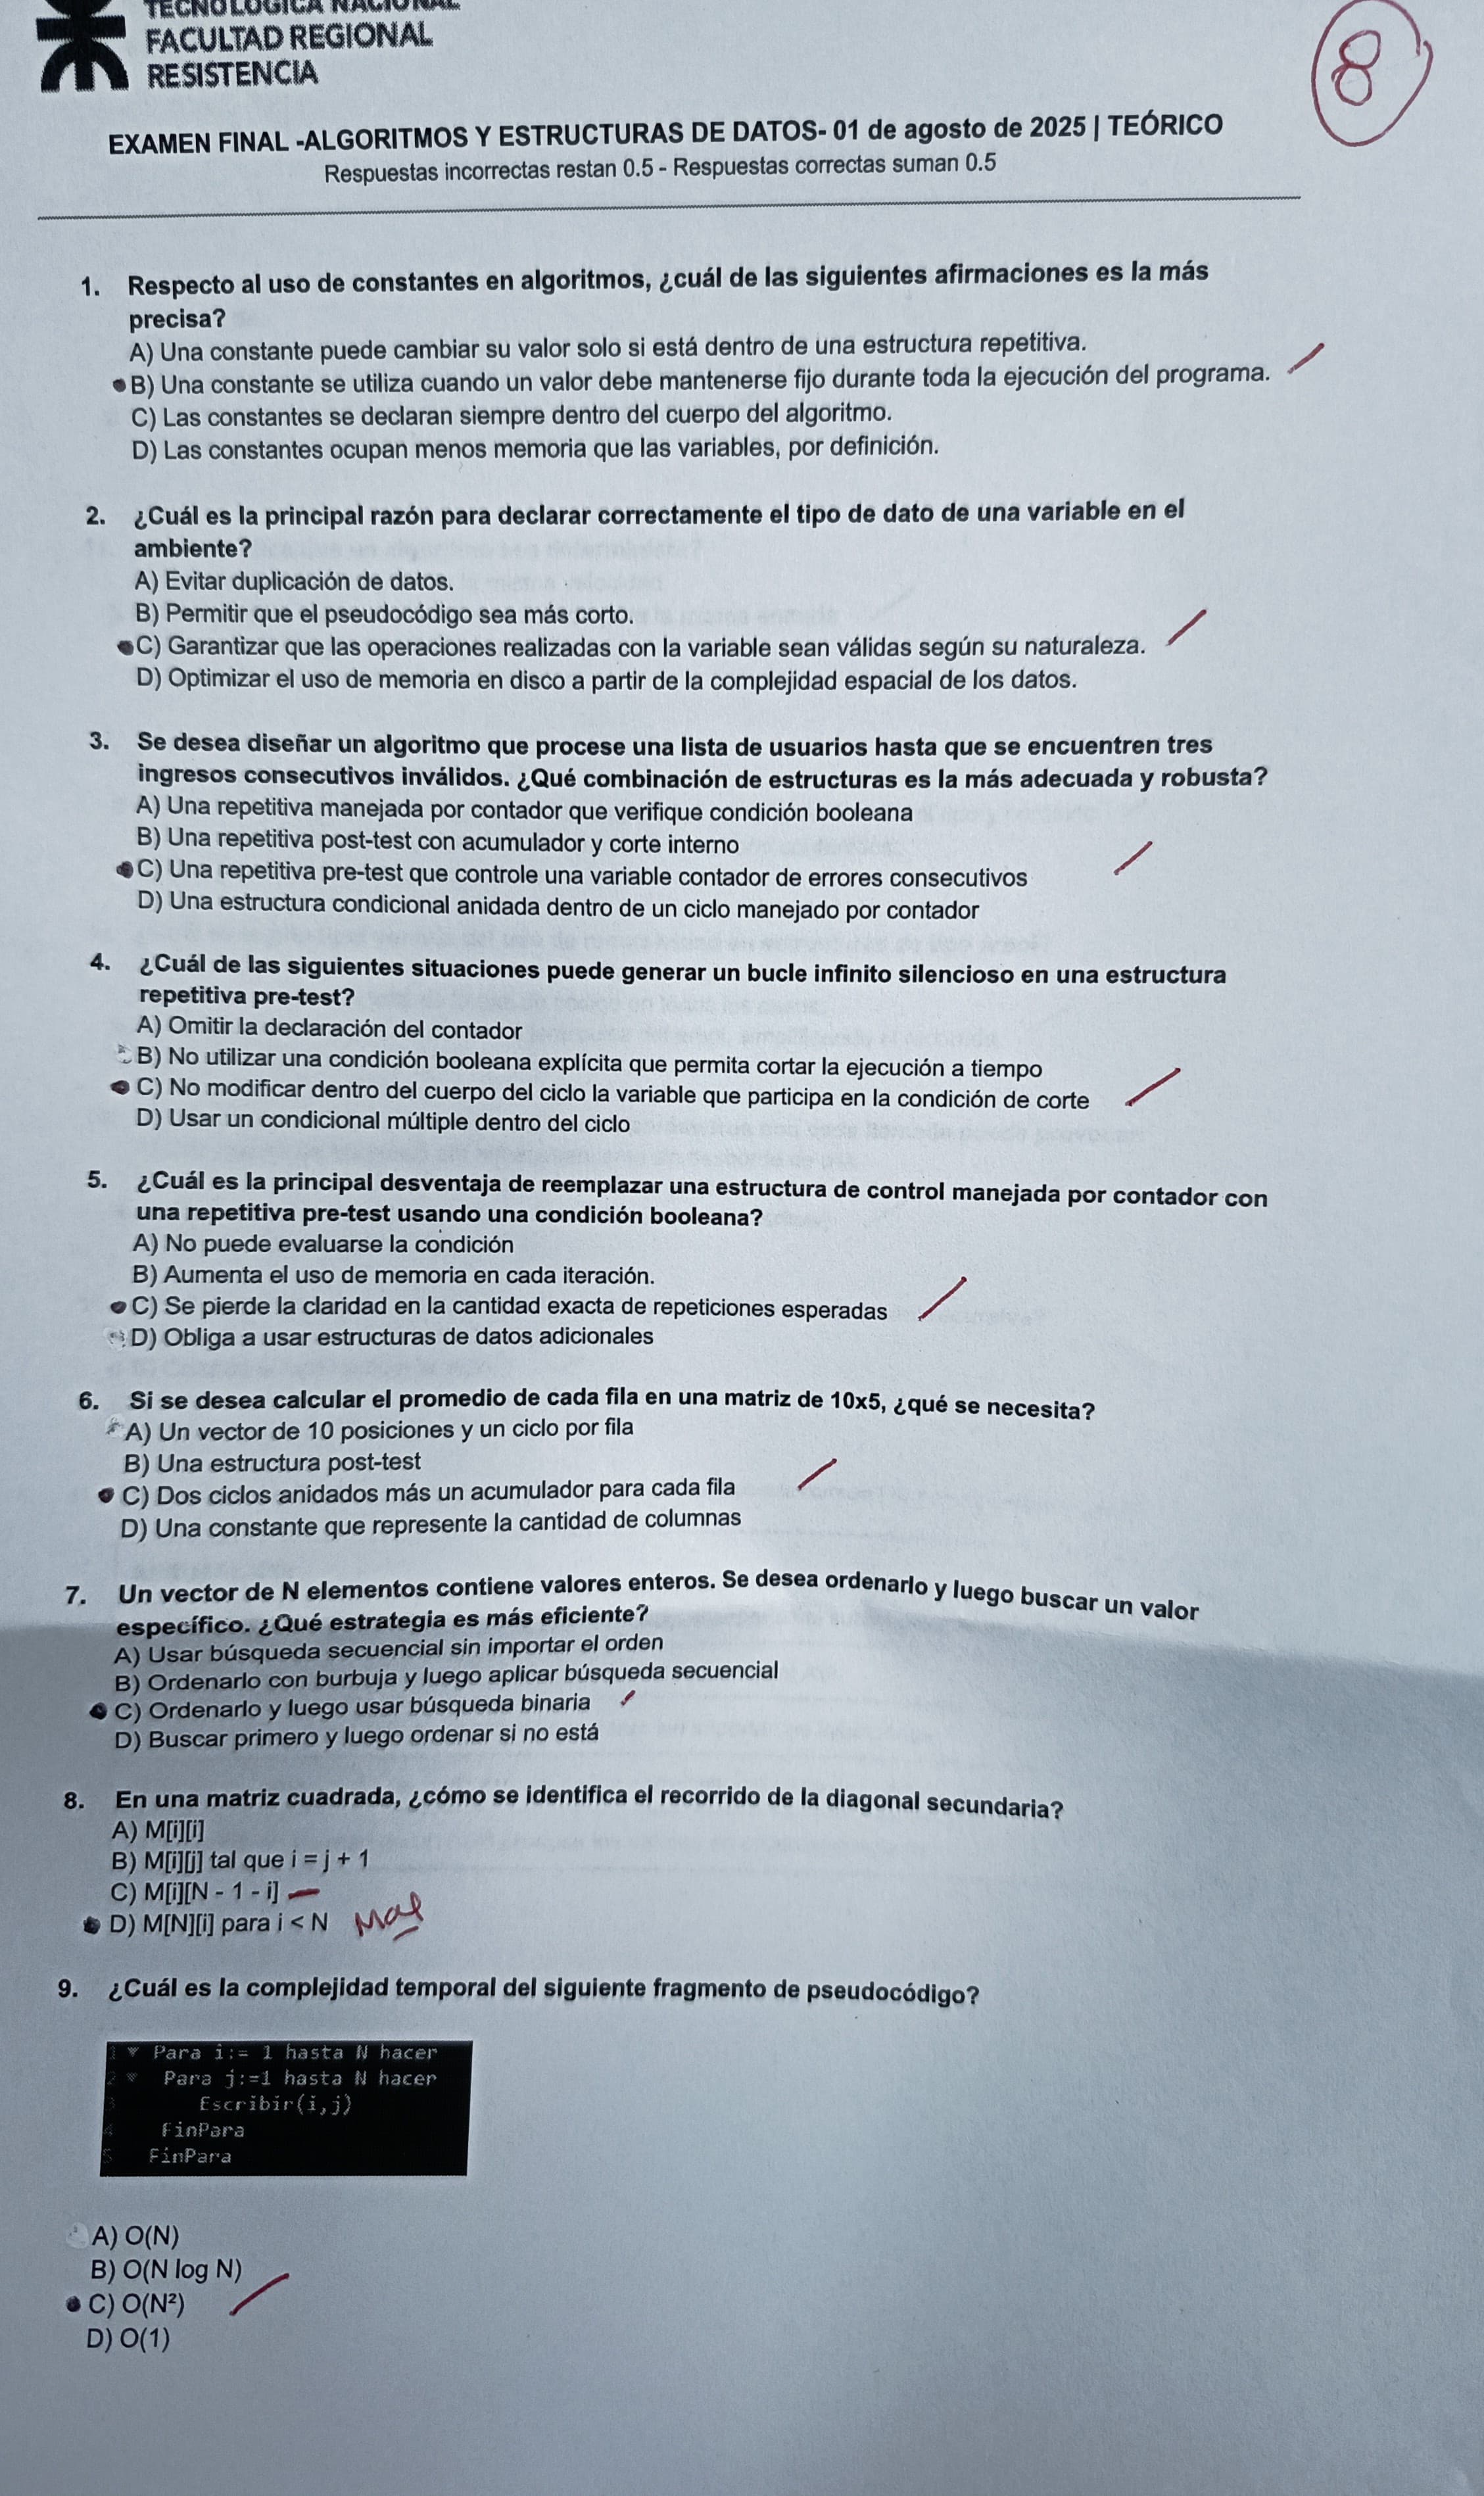 TECNOLÓGICA NACIONAL
FACULTAD REGIONAL
RESISTENCIA
8
EXAMEN FINAL -ALGORITMOS Y ESTRUCTURAS DE DATOS- 01 de agosto de 2025 | TEÓRICO
Respuestas incorrectas restan 0.5 - Respuestas correctas suman 0.5
1. Respecto al uso de constantes en algoritmos, ¿cuál de las siguientes afirmaciones es la más
precisa?
A) Una constante puede cambiar su valor solo si está dentro de una estructura repetitiva.
B) Una constante se utiliza cuando un valor debe mantenerse fijo durante toda la ejecución del programa.
C) Las constantes se declaran siempre dentro del cuerpo del algoritmo.
D) Las constantes ocupan menos memoria que las variables, por definición.
2. ¿Cuál es la principal razón para declarar correctamente el tipo de dato de una variable en el
ambiente?
A) Evitar duplicación de datos.
B) Permitir que el pseudocódigo sea más corto.
C) Garantizar que las operaciones realizadas con la variable sean válidas según su naturaleza.
D) Optimizar el uso de memoria en disco a partir de la complejidad espacial de los datos.
3. Se desea diseñar un algoritmo que procese una lista de usuarios hasta que se encuentren tres
ingresos consecutivos inválidos. ¿Qué combinación de estructuras es la más adecuada y robusta?
A) Una repetitiva manejada por contador que verifique condición booleana
B) Una repetitiva post-test con acumulador y corte interno
C) Una repetitiva pre-test que controle una variable contador de errores consecutivos
D) Una estructura condicional anidada dentro de un ciclo manejado por contador
4. ¿Cuál de las siguientes situaciones puede generar un bucle infinito silencioso en una estructura
repetitiva pre-test?
A) Omitir la declaración del contador
B) No utilizar una condición booleana explícita que permita cortar la ejecución a tiempo
C) No modificar dentro del cuerpo del ciclo la variable que participa en la condición de corte
D) Usar un condicional múltiple dentro del ciclo
5. ¿Cuál es la principal desventaja de reemplazar una estructura de control manejada por contador con
una repetitiva pre-test usando una condición booleana?
A) No puede evaluarse la condición
B) Aumenta el uso de memoria en cada iteración.
C) Se pierde la claridad en la cantidad exacta de repeticiones esperadas
D) Obliga a usar estructuras de datos adicionales
6. Si se desea calcular el promedio de cada fila en una matriz de 10x5, ¿qué se necesita?
A) Un vector de 10 posiciones y un ciclo por fila
B) Una estructura post-test
C) Dos ciclos anidados más un acumulador para cada fila
D) Una constante que represente la cantidad de columnas
7. Un vector de N elementos contiene valores enteros. Se desea ordenarlo y luego buscar un valor
específico. ¿Qué estrategia es más eficiente?
A) Usar búsqueda secuencial sin importar el orden
B) Ordenarlo con burbuja y luego aplicar búsqueda secuencial
C) Ordenarlo y luego usar búsqueda binaria
D) Buscar primero y luego ordenar si no está
8. En una matriz cuadrada, ¿cómo se identifica el recorrido de la diagonal secundaria?
A) M[i][i]
B) M[i][j] tal que i = j + 1
C) M[i][N - 1 - i]
D) M[N][i] para i < N Mal
9. ¿Cuál es la complejidad temporal del siguiente fragmento de pseudocódigo?
1 Para i:= 1 hasta N hacer
2 Para j:=1 hasta N hacer
3 Escribir(i,j)
4 FinPara
5 FinPara
A) O(N)
B) O(N log N)
C) O(N²)
D) O(1)